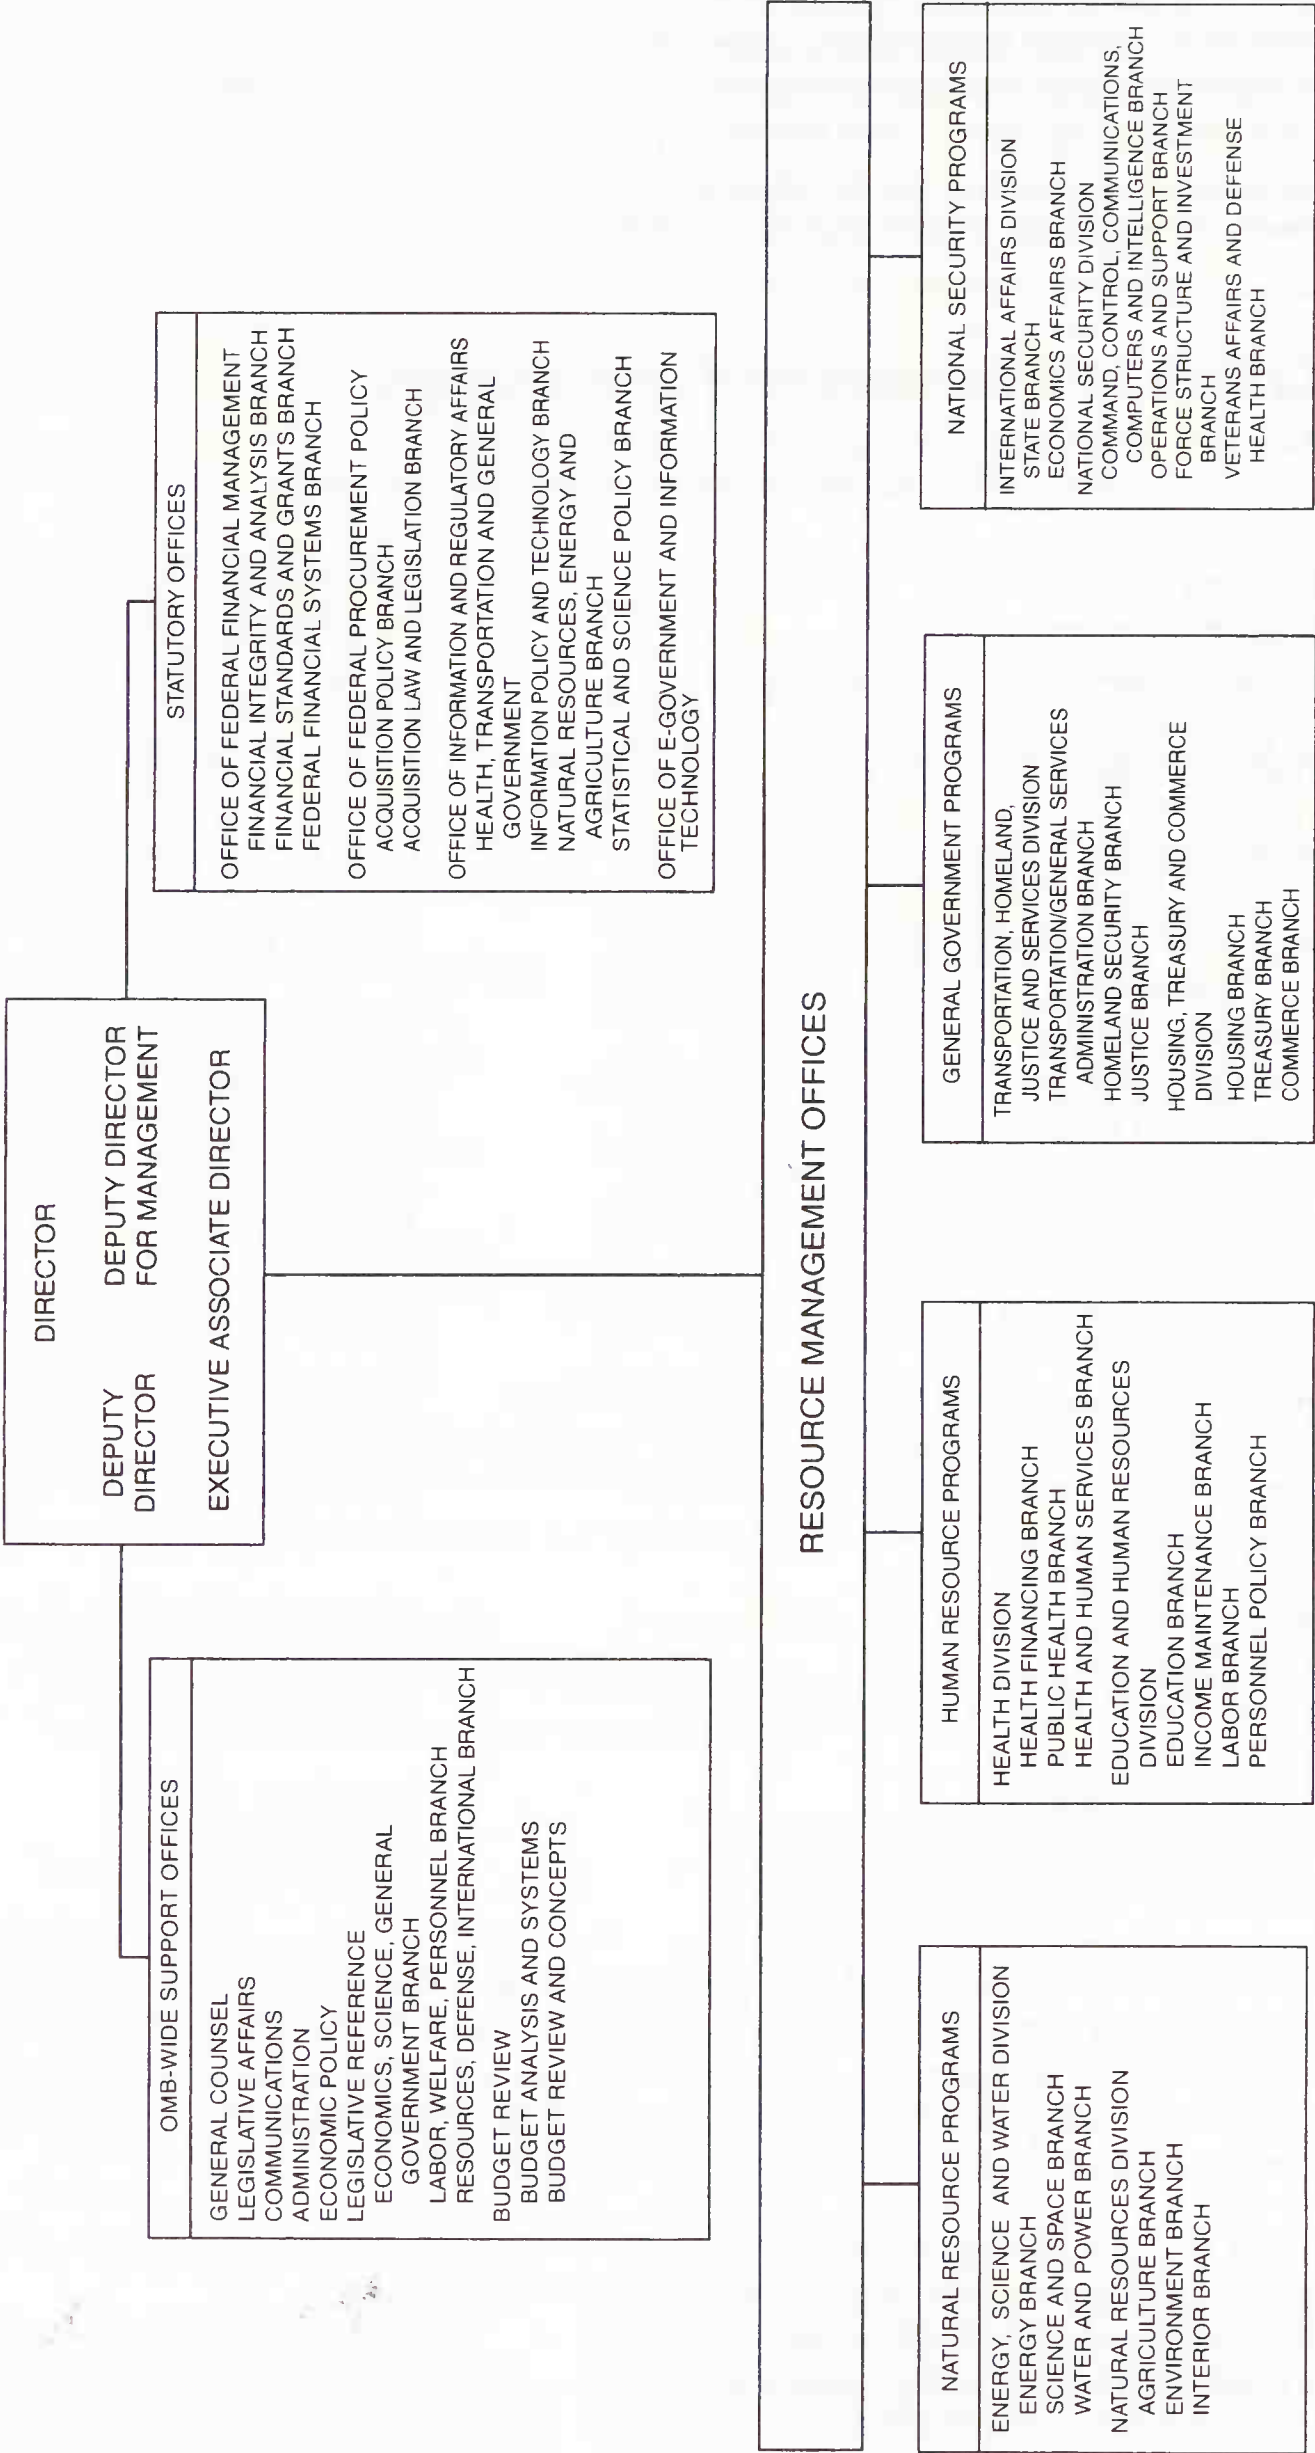 DIRECTOR
DEPUTY
DIRECTOR
DEPUTY DIRECTOR
FOR MANAGEMENT
EXECUTIVE ASSOCIATE DIRECTOR
OMB-WIDE SUPPORT OFFICES
GENERAL COUNSEL
LEGISLATIVE AFFAIRS
COMMUNICATIONS
ADMINISTRATION
ECONOMIC POLICY
LEGISLATIVE REFERENCE
ECONOMICS, SCIENCE, GENERAL
GOVERNMENT BRANCH
LABOR, WELFARE, PERSONNEL BRANCH
RESOURCES, DEFENSE, INTERNATIONAL BRANCH
BUDGET REVIEW
BUDGET ANALYSIS AND SYSTEMS
BUDGET REVIEW AND CONCEPTS
STATUTORY OFFICES
OFFICE OF FEDERAL FINANCIAL MANAGEMENT
FINANCIAL INTEGRITY AND ANALYSIS BRANCH
FINANCIAL STANDARDS AND GRANTS BRANCH
FEDERAL FINANCIAL SYSTEMS BRANCH
OFFICE OF FEDERAL PROCUREMENT POLICY
ACQUISITION POLICY BRANCH
ACQUISITION LAW AND LEGISLATION BRANCH
OFFICE OF INFORMATION AND REGULATORY AFFAIRS
HEALTH, TRANSPORTATION AND GENERAL
GOVERNMENT
INFORMATION POLICY AND TECHNOLOGY BRANCH
NATURAL RESOURCES, ENERGY AND
AGRICULTURE BRANCH
STATISTICAL AND SCIENCE POLICY BRANCH
OFFICE OF E-GOVERNMENT AND INFORMATION
TECHNOLOGY
RESOURCE MANAGEMENT OFFICES
NATURAL RESOURCE PROGRAMS
ENERGY, SCIENCE AND WATER DIVISION
ENERGY BRANCH
SCIENCE AND SPACE BRANCH
WATER AND POWER BRANCH
NATURAL RESOURCES DIVISION
AGRICULTURE BRANCH
ENVIRONMENT BRANCH
INTERIOR BRANCH
HUMAN RESOURCE PROGRAMS
HEALTH DIVISION
HEALTH FINANCING BRANCH
PUBLIC HEALTH BRANCH
HEALTH AND HUMAN SERVICES BRANCH
EDUCATION AND HUMAN RESOURCES
DIVISION
EDUCATION BRANCH
INCOME MAINTENANCE BRANCH
LABOR BRANCH
PERSONNEL POLICY BRANCH
GENERAL GOVERNMENT PROGRAMS
TRANSPORTATION, HOMELAND,
JUSTICE AND SERVICES DIVISION
TRANSPORTATION/GENERAL SERVICES
ADMINISTRATION BRANCH
HOMELAND SECURITY BRANCH
JUSTICE BRANCH
HOUSING, TREASURY AND COMMERCE
DIVISION
HOUSING BRANCH
TREASURY BRANCH
COMMERCE BRANCH
NATIONAL SECURITY PROGRAMS
INTERNATIONAL AFFAIRS DIVISION
STATE BRANCH
ECONOMICS AFFAIRS BRANCH
NATIONAL SECURITY DIVISION
COMMAND, CONTROL, COMMUNICATIONS,
COMPUTERS AND INTELLIGENCE BRANCH
OPERATIONS AND SUPPORT BRANCH
FORCE STRUCTURE AND INVESTMENT
BRANCH
VETERANS AFFAIRS AND DEFENSE
HEALTH BRANCH